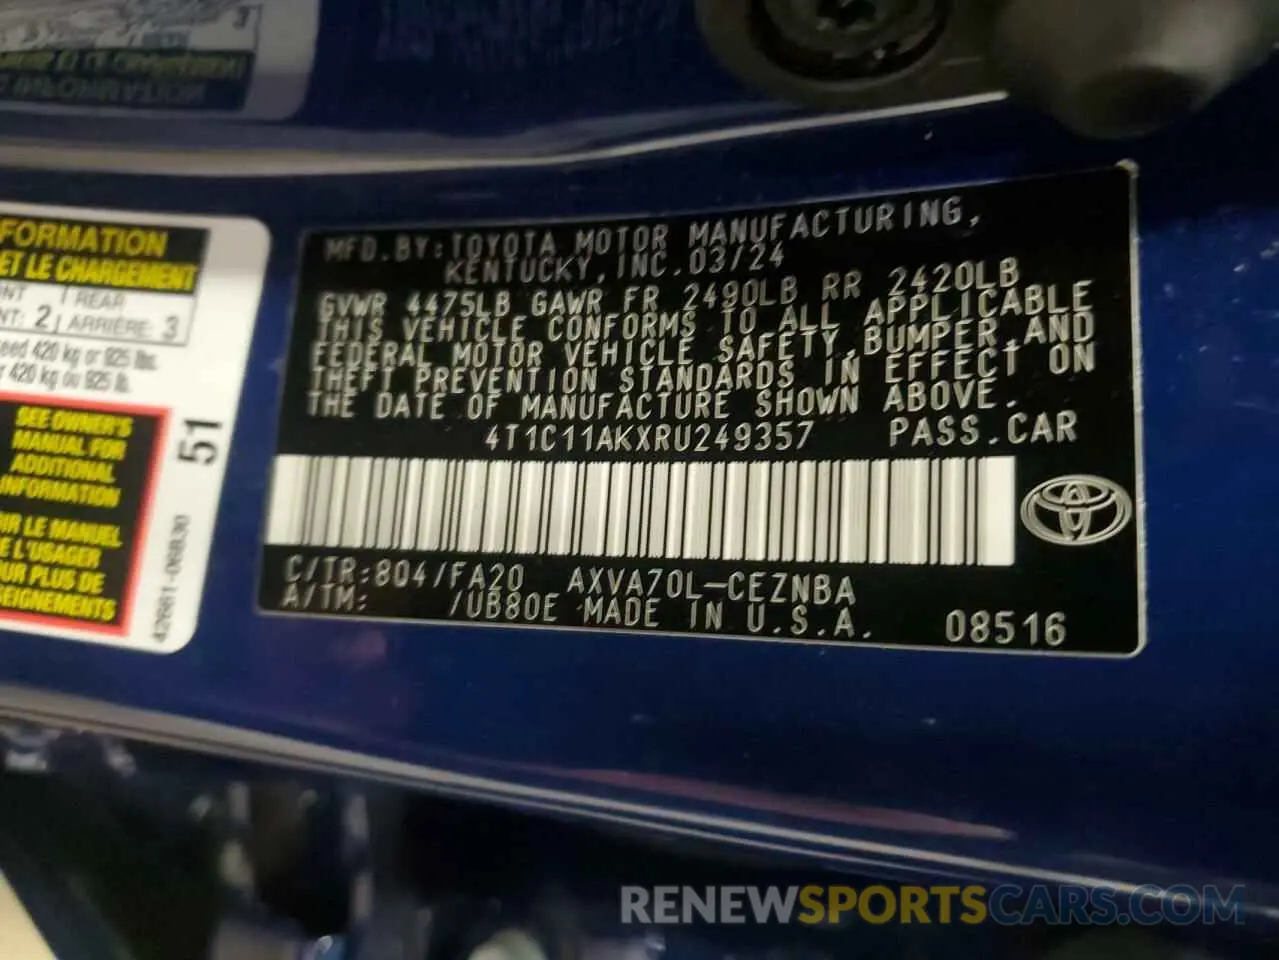 FORMATION
ET LE CHARGEMENT
REAR
2 ARRIÈRE: 3
420 kg or 925 lbs.
420 kg ou 925 lb.
SEE OWNER'S
MANUAL FOR
ADDITIONAL
INFORMATION
LE MANUEL
L'USAGER
PLUS DE
51
42661-06830
MFD.BY:TOYOTA MOTOR MANUFACTURING,
KENTUCKY,INC.03/24
GVWR 4475LB GAWR FR 2490LB RR 2420LB
THIS VEHICLE CONFORMS TO ALL APPLICABLE
FEDERAL MOTOR VEHICLE SAFETY,BUMPER,AND
THEFT PREVENTION STANDARDS IN EFFECT ON
THE DATE OF MANUFACTURE SHOWN ABOVE.
4T1C11AKXRU249357 PASS.CAR
C/TR:804/FA20 AXVA70L-CEZNBA
A/TM: /UB80E MADE IN U.S.A. 08516
RENEWSPORTSCARS.COM